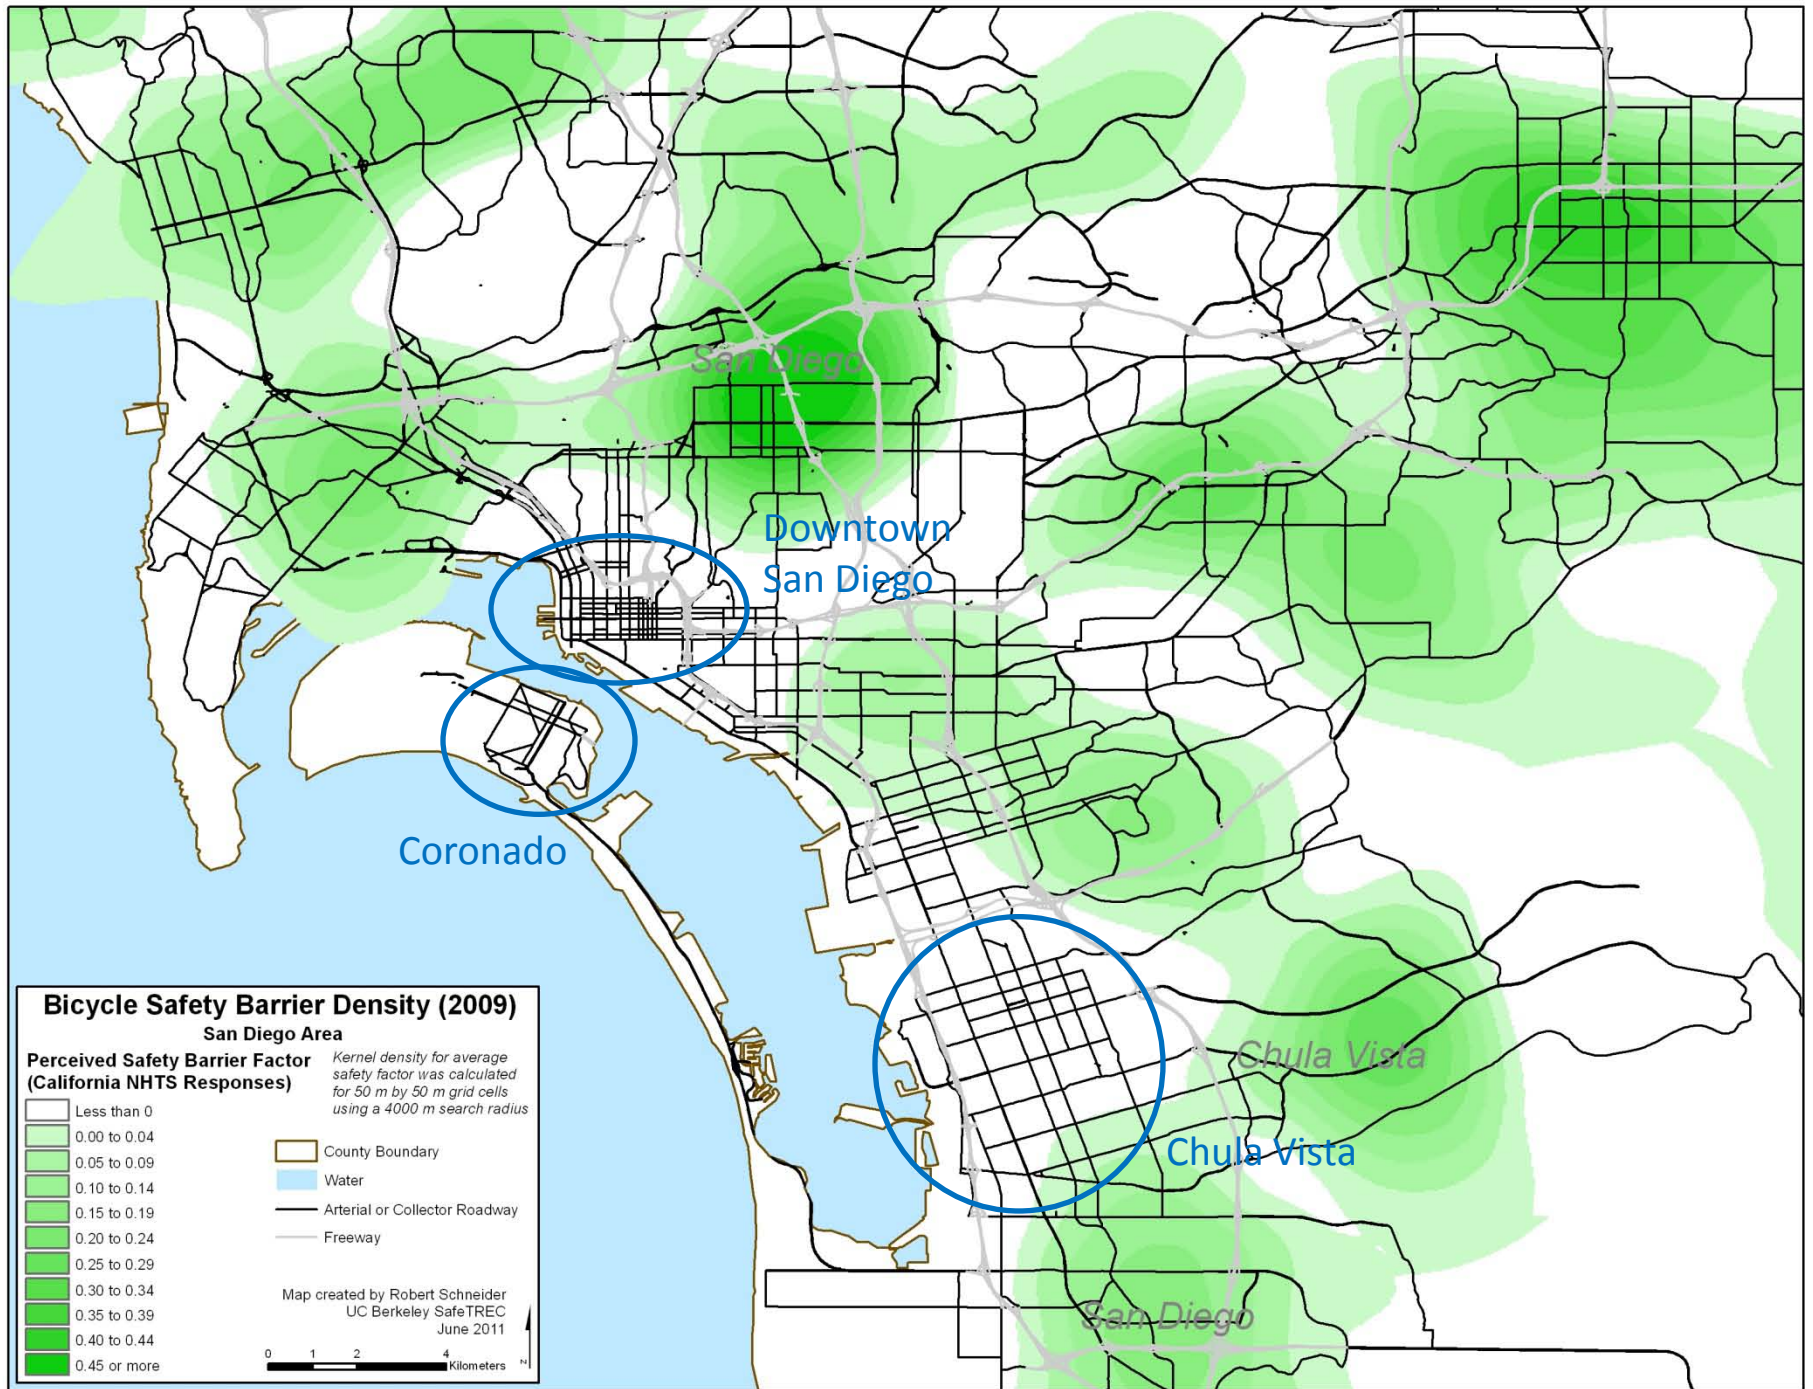 San Diego
Downtown
San Diego
Coronado
Chula Vista
Chula Vista
San Diego
Bicycle Safety Barrier Density (2009)
San Diego Area
Perceived Safety Barrier Factor
(California NHTS Responses)
Kernel density for average
safety factor was calculated
for 50 m by 50 m grid cells
using a 4000 m search radius
Less than 0
0.00 to 0.04
0.05 to 0.09
0.10 to 0.14
0.15 to 0.19
0.20 to 0.24
0.25 to 0.29
0.30 to 0.34
0.35 to 0.39
0.40 to 0.44
0.45 or more
County Boundary
Water
Arterial or Collector Roadway
Freeway
Map created by Robert Schneider
UC Berkeley SafeTREC
June 2011
0 1 2 4
Kilometers
N